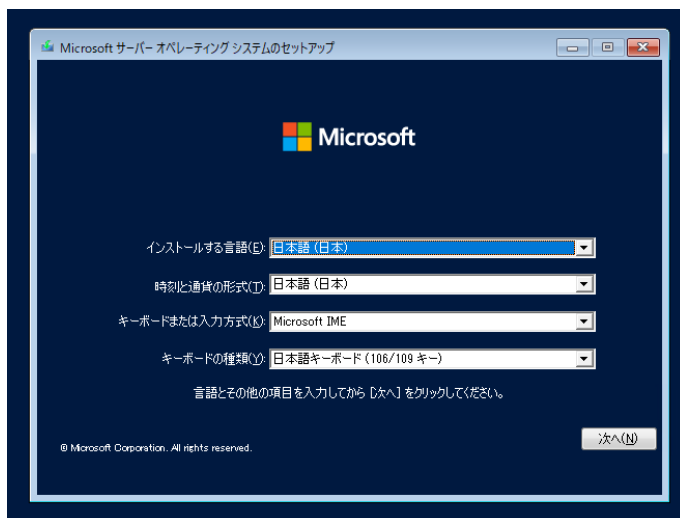 Microsoft サーバー オペレーティング システムのセットアップ
Microsoft
インストールする言語(E): 日本語 (日本)
時刻と通貨の形式(T): 日本語 (日本)
キーボードまたは入力方式(K): Microsoft IME
キーボードの種類(Y): 日本語キーボード (106/109 キー)
言語とその他の項目を入力してから [次へ] をクリックしてください。
次へ(N)
© Microsoft Corporation. All rights reserved.